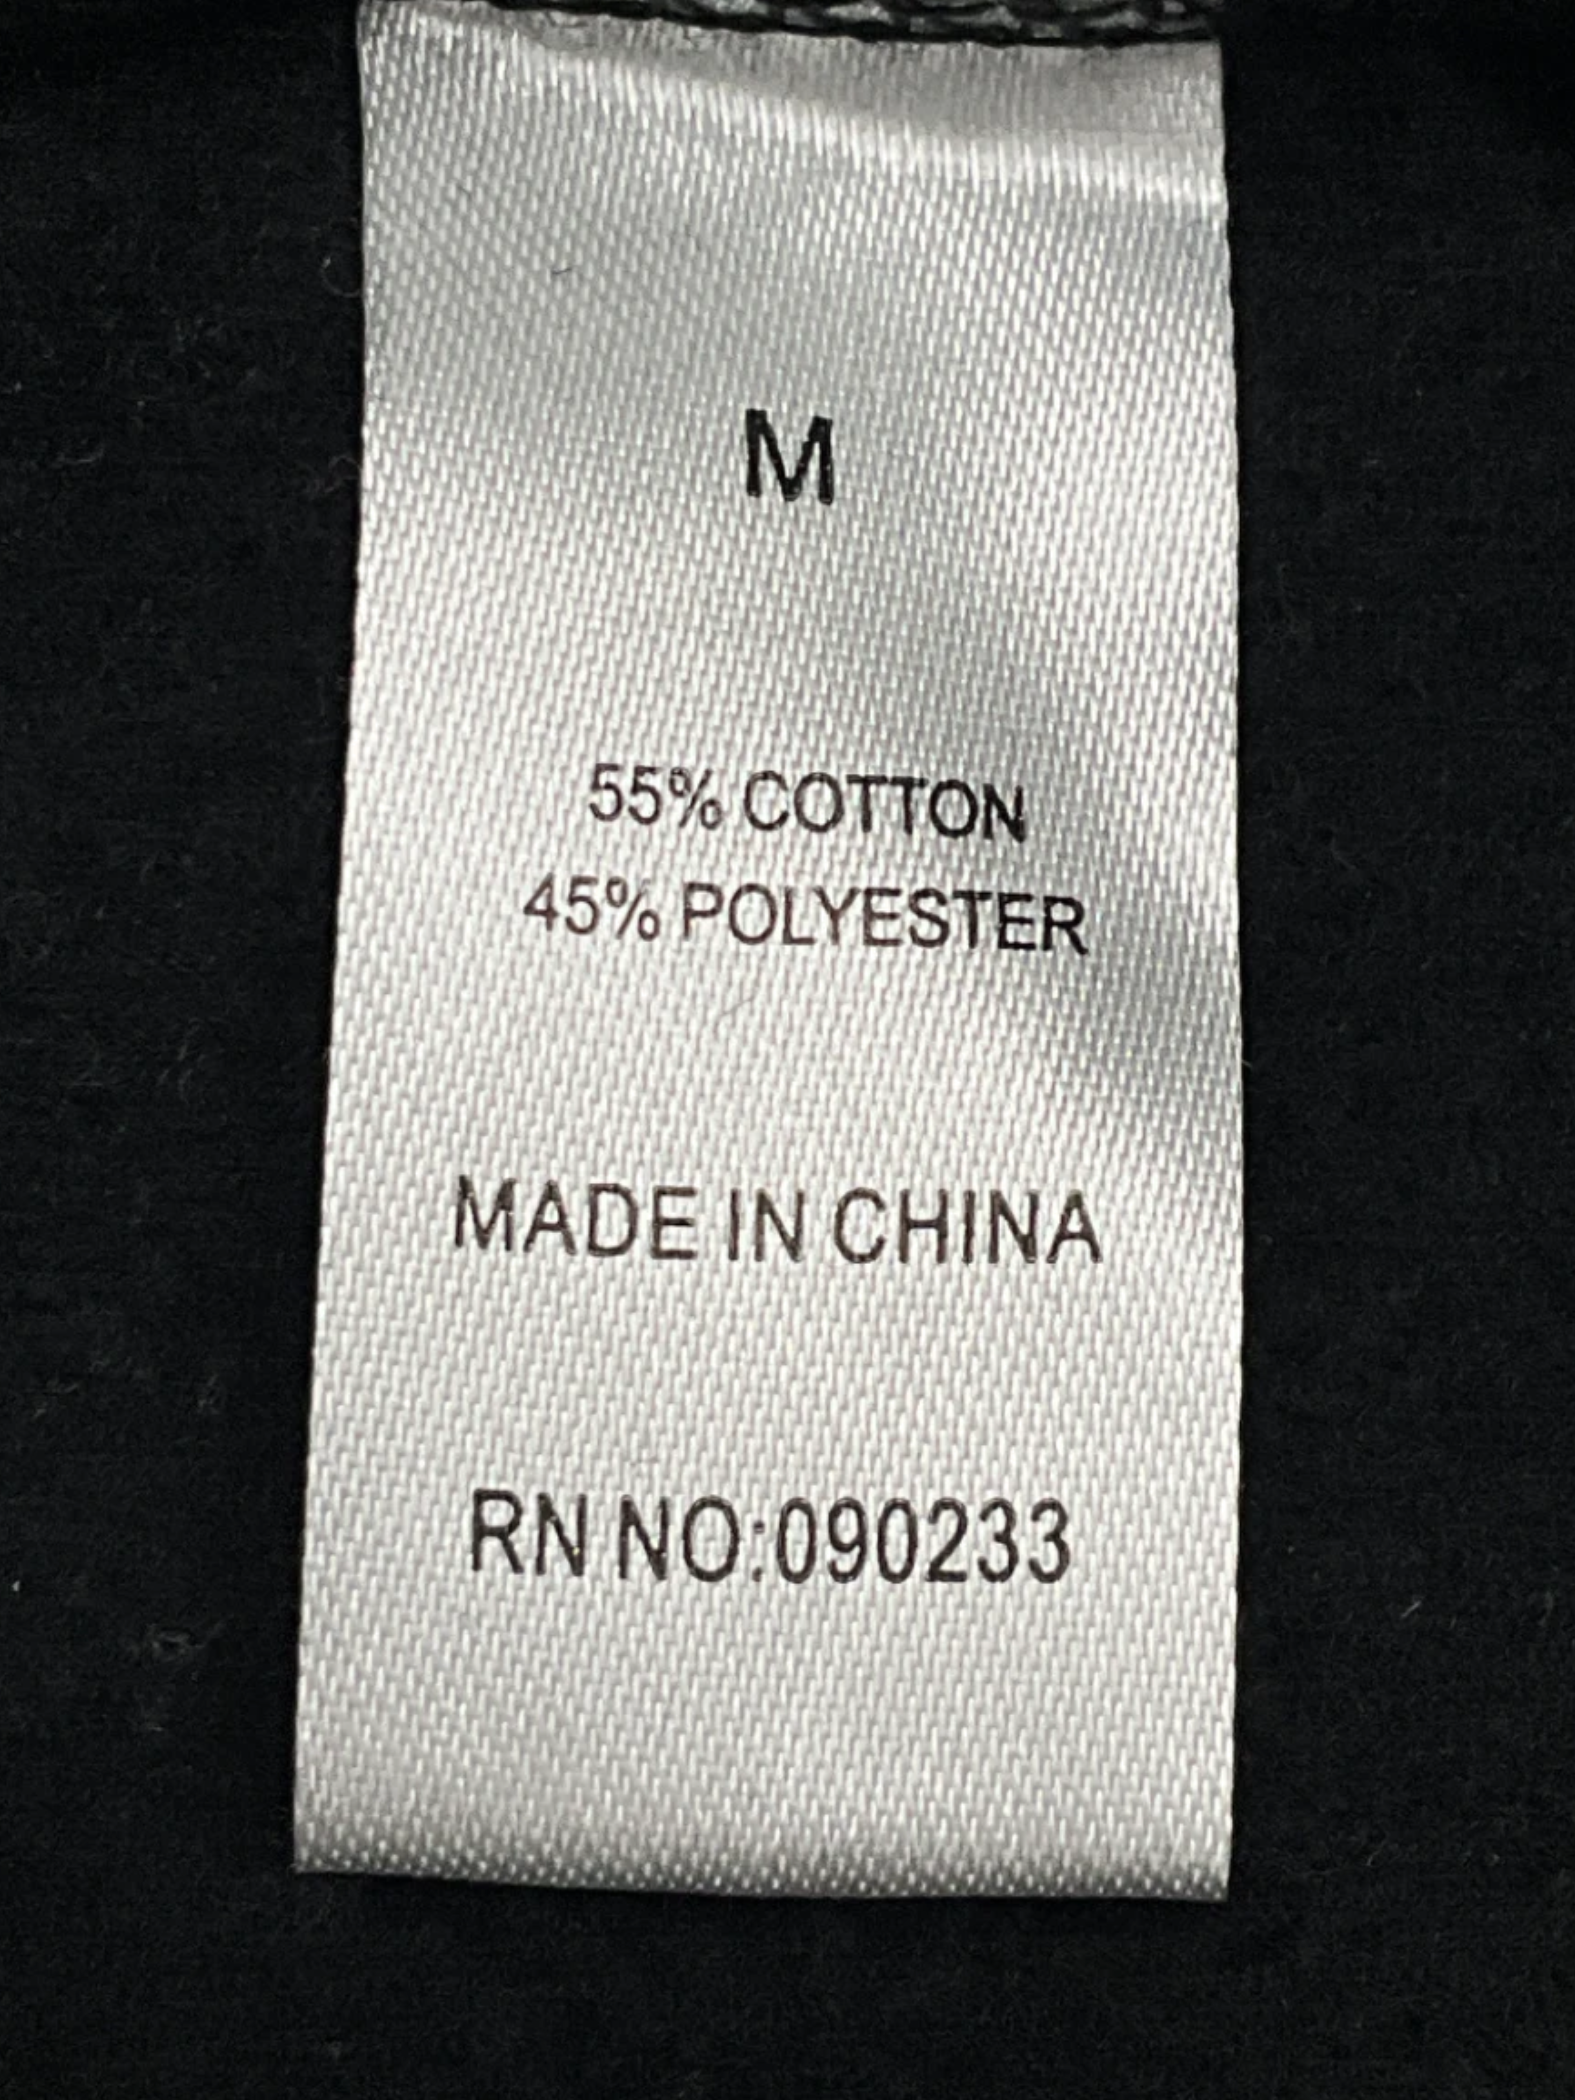 M
55% COTTON
45% POLYESTER
MADE IN CHINA
RN NO:090233